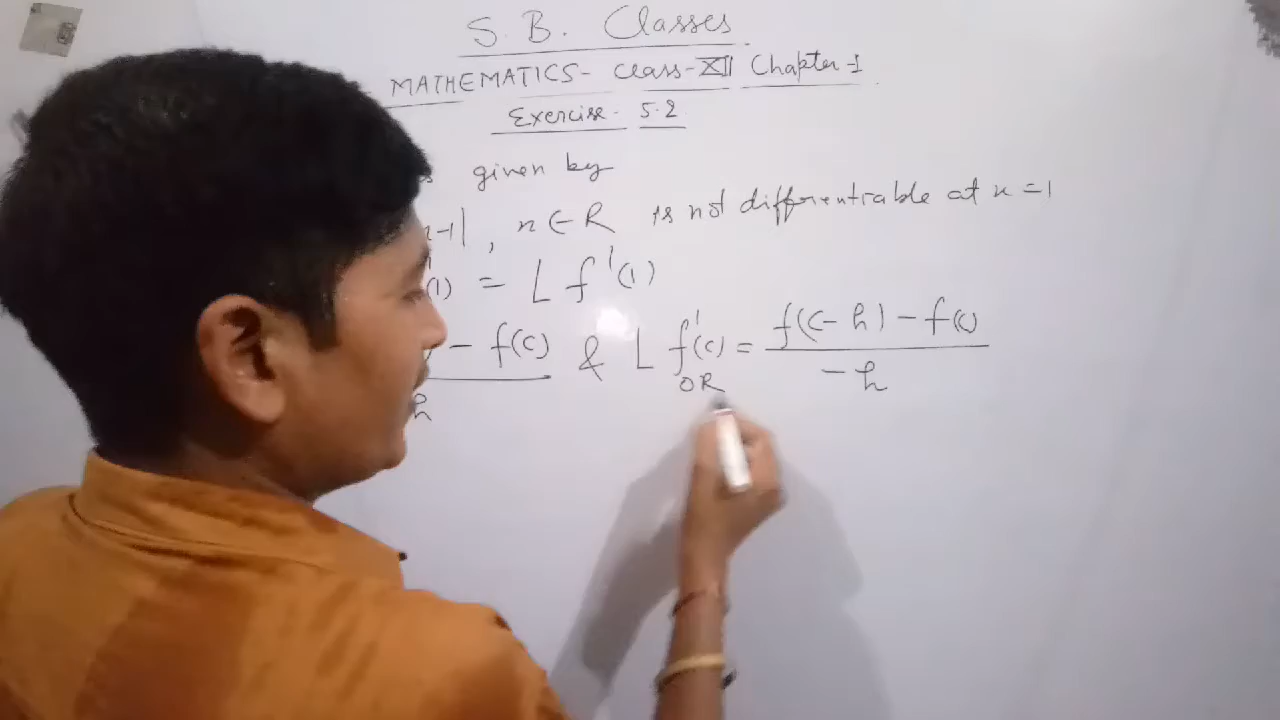 S. B. Classes
MATHEMATICS- Class-XII Chapter-1
Exercise- 5.2
given by
x-1| , x ∈ R is not differentiable at x = 1
(1) = L f'(1)
- f(c) & L f'(c) = f(c-h) - f(c)
h OR -h